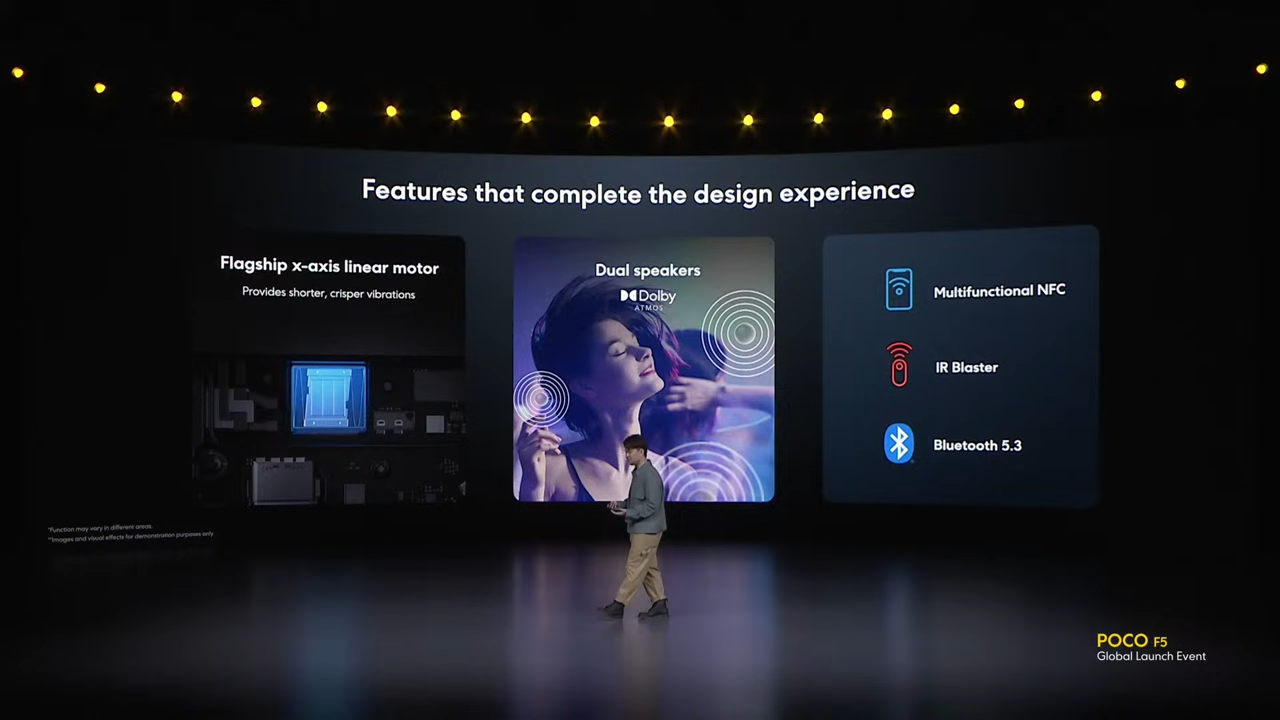 Features that complete the design experience
Flagship x-axis linear motor
Provides shorter, crisper vibrations
Dual speakers
Dolby
ATMOS
Multifunctional NFC
IR Blaster
Bluetooth 5.3
*Function may vary in different areas.
**Images and visual effects for demonstration purposes only
POCO F5
Global Launch Event